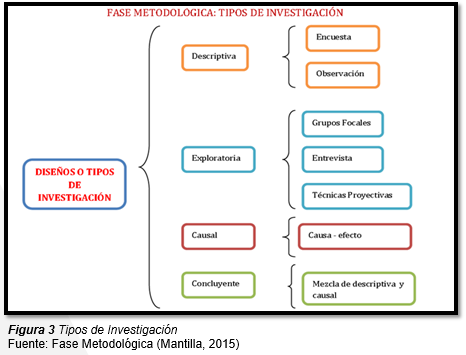 FASE METODOLÓGICA: TIPOS DE INVESTIGACIÓN
DISEÑOS O TIPOS
DE
INVESTIGACIÓN
Descriptiva
Encuesta
Observación
Exploratoria
Grupos Focales
Entrevista
Técnicas Proyectivas
Causal
Causa - efecto
Concluyente
Mezcla de descriptiva y
causal
Figura 3 Tipos de Investigación
Fuente: Fase Metodológica (Mantilla, 2015)